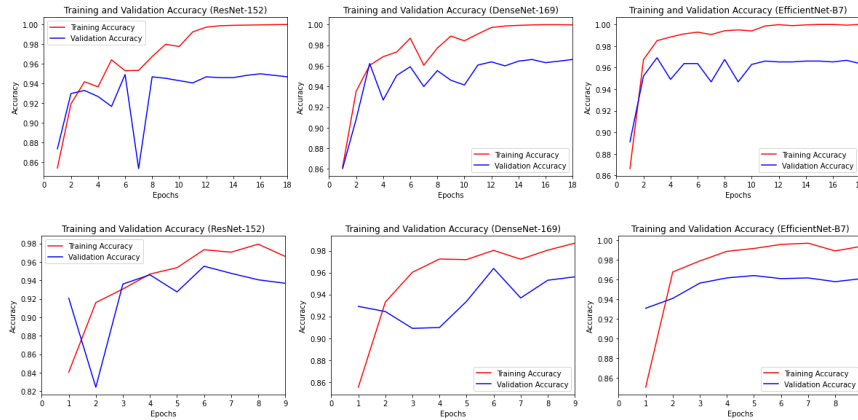 Training and Validation Accuracy (ResNet-152)
1.00
0.98
0.96
0.94
0.92
0.90
0.88
0.86
Accuracy
Training Accuracy
Validation Accuracy
0 2 4 6 8 10 12 14 16 18
Epochs
Training and Validation Accuracy (DenseNet-169)
1.00
0.98
0.96
0.94
0.92
0.90
0.88
0.86
Accuracy
Training Accuracy
Validation Accuracy
0 2 4 6 8 10 12 14 16 18
Epochs
Training and Validation Accuracy (EfficientNet-B7)
1.00
0.98
0.96
0.94
0.92
0.90
0.88
0.86
Accuracy
Training Accuracy
Validation Accuracy
0 2 4 6 8 10 12 14 16
Epochs
Training and Validation Accuracy (ResNet-152)
0.98
0.96
0.94
0.92
0.90
0.88
0.86
0.84
0.82
Accuracy
Training Accuracy
Validation Accuracy
0 1 2 3 4 5 6 7 8 9
Epochs
Training and Validation Accuracy (DenseNet-169)
0.98
0.96
0.94
0.92
0.90
0.88
0.86
Accuracy
Training Accuracy
Validation Accuracy
0 1 2 3 4 5 6 7 8 9
Epochs
Training and Validation Accuracy (EfficientNet-B7)
1.00
0.98
0.96
0.94
0.92
0.90
0.88
0.86
Accuracy
Training Accuracy
Validation Accuracy
0 1 2 3 4 5 6 7 8
Epochs